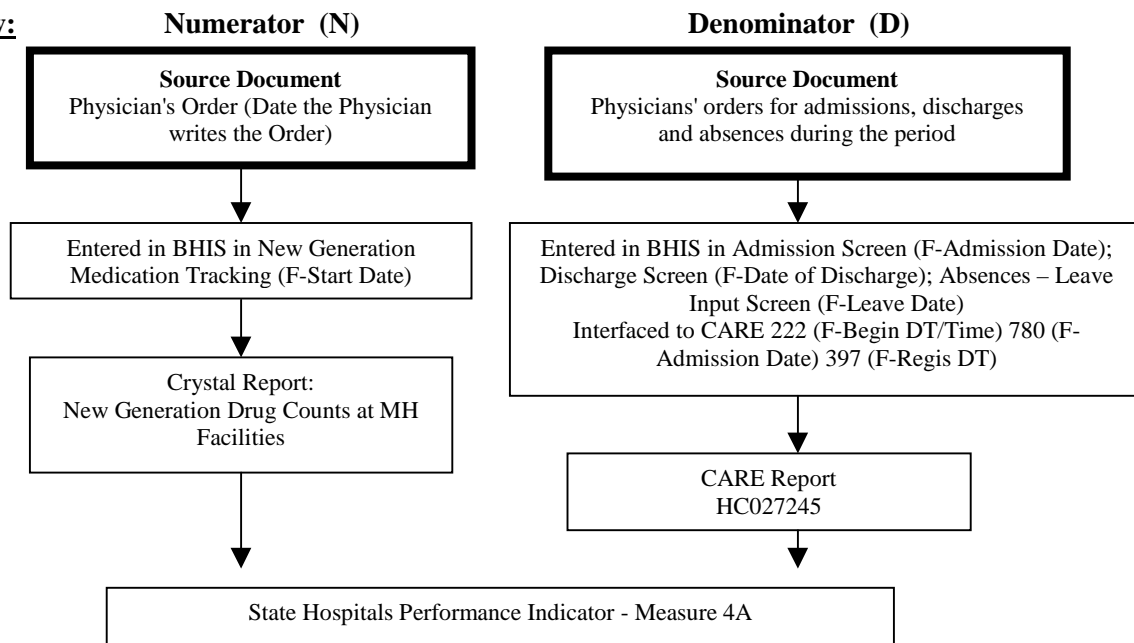 y:
Numerator (N)
Source Document
Physician's Order (Date the Physician
writes the Order)
Entered in BHIS in New Generation
Medication Tracking (F-Start Date)
Crystal Report:
New Generation Drug Counts at MH
Facilities
Denominator (D)
Source Document
Physicians' orders for admissions, discharges
and absences during the period
Entered in BHIS in Admission Screen (F-Admission Date);
Discharge Screen (F-Date of Discharge); Absences – Leave
Input Screen (F-Leave Date)
Interfaced to CARE 222 (F-Begin DT/Time) 780 (F-
Admission Date) 397 (F-Regis DT)
CARE Report
HC027245
State Hospitals Performance Indicator - Measure 4A